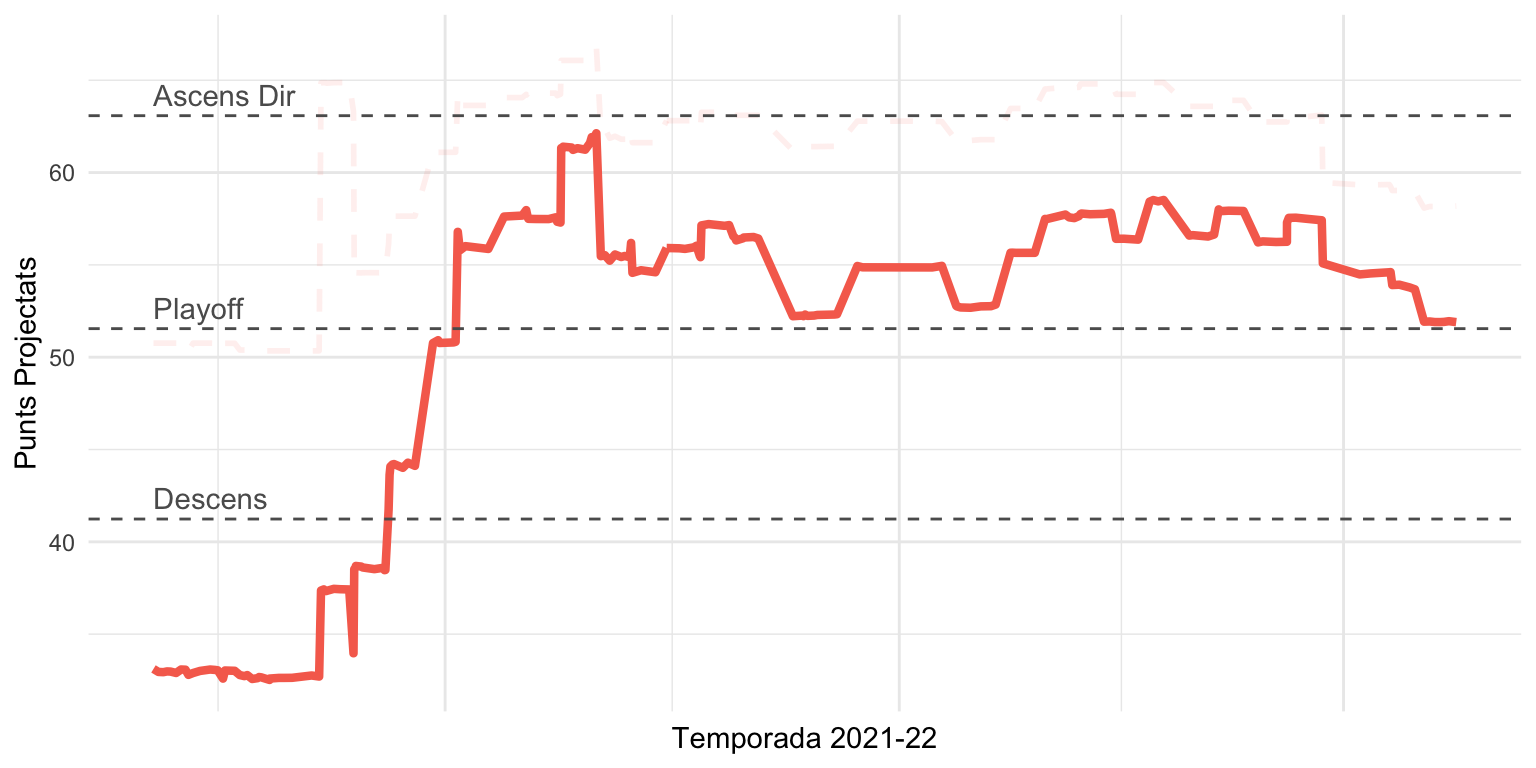 Ascens Dir
60
Playoff
50
Descens
40
Punts Projectats
Temporada 2021-22